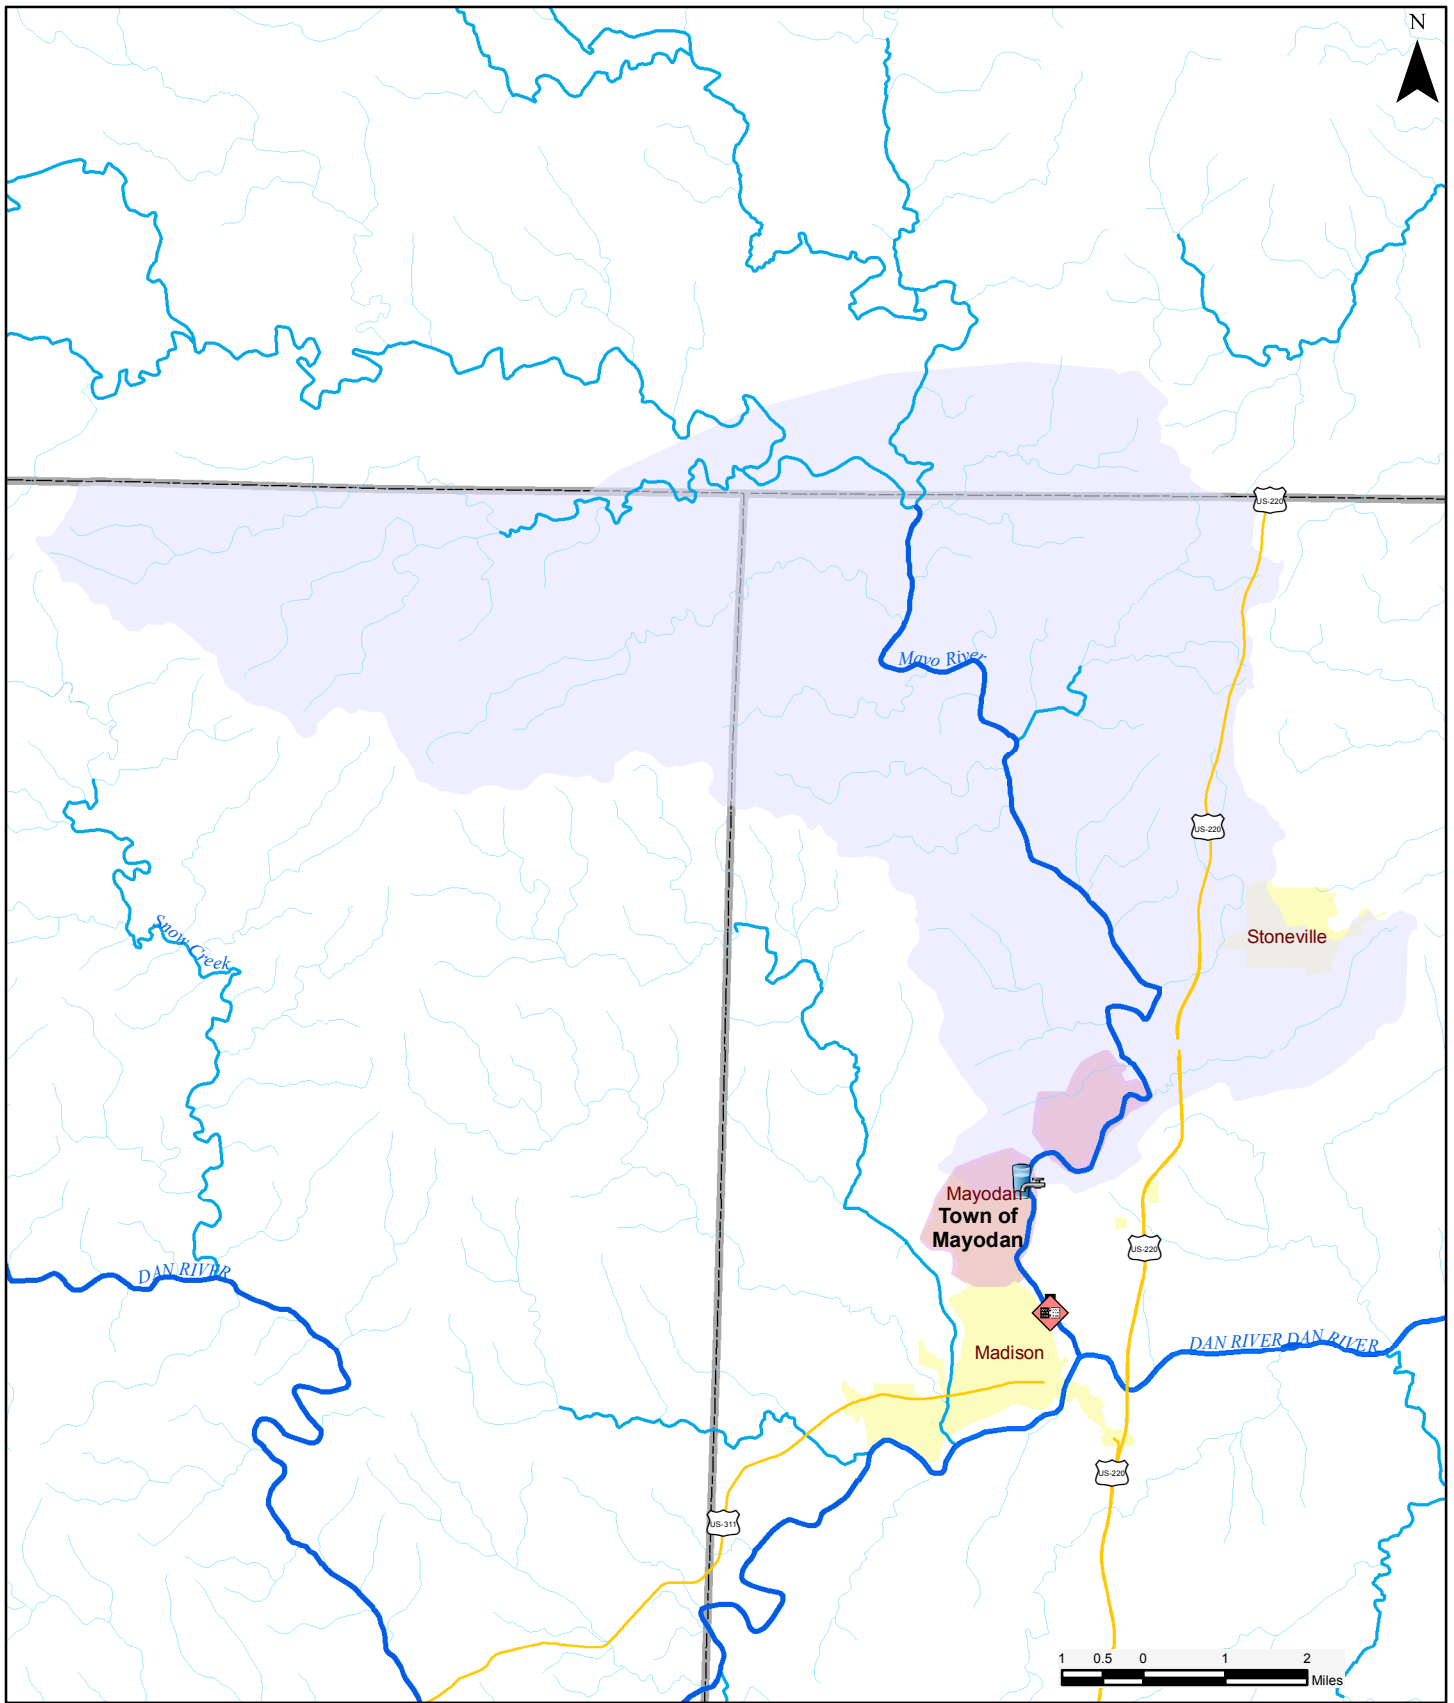 N
US-220
Mayo River
US-220
Snow Creek
Stoneville
Mayodan
Town of
Mayodan
US-220
DAN RIVER
DAN RIVER DAN RIVER
Madison
US-220
US-311
1 0.5 0 1 2
Miles